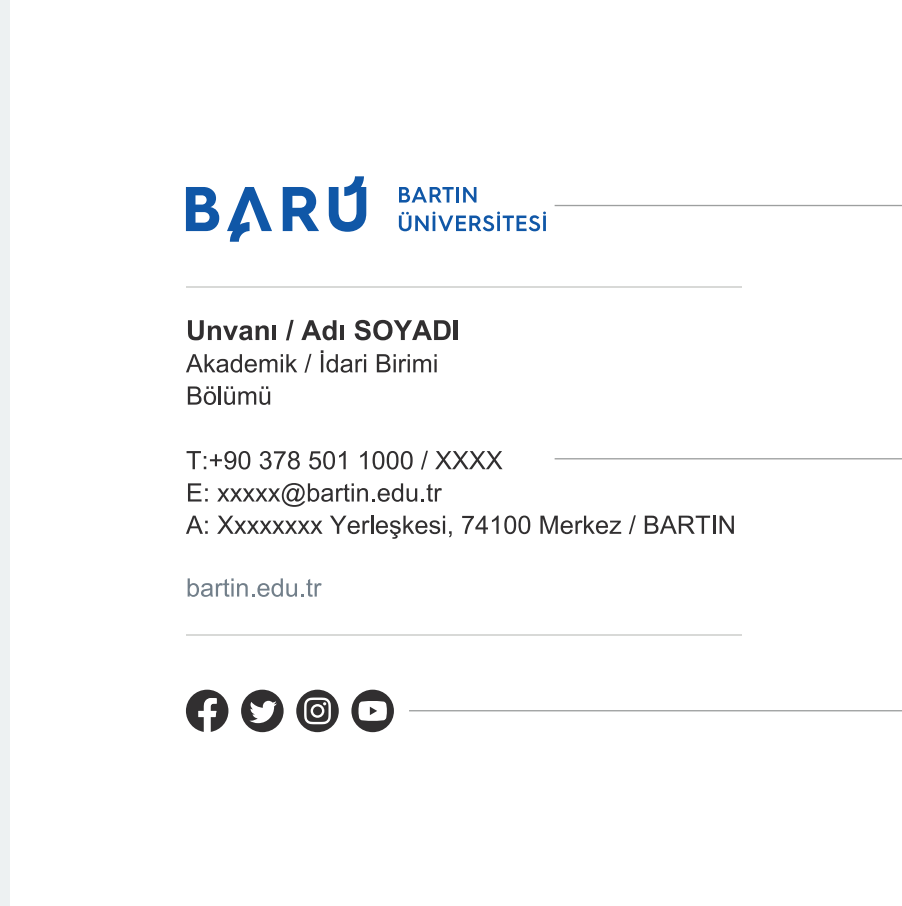 BARÚ
BARTIN
ÜNİVERSİTESİ
Unvanı / Adı SOYADI
Akademik / İdari Birimi
Bölümü
T:+90 378 501 1000 / XXXX
E: xxxxx@bartin.edu.tr
A: Xxxxxxxx Yerleşkesi, 74100 Merkez / BARTIN
bartin.edu.tr